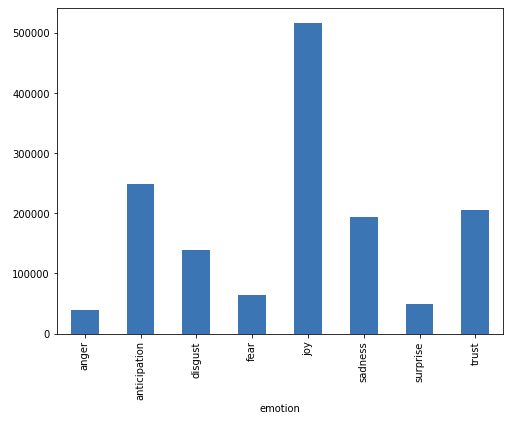 500000
400000
300000
200000
100000
0
anger
anticipation
disgust
fear
joy
sadness
surprise
trust
emotion